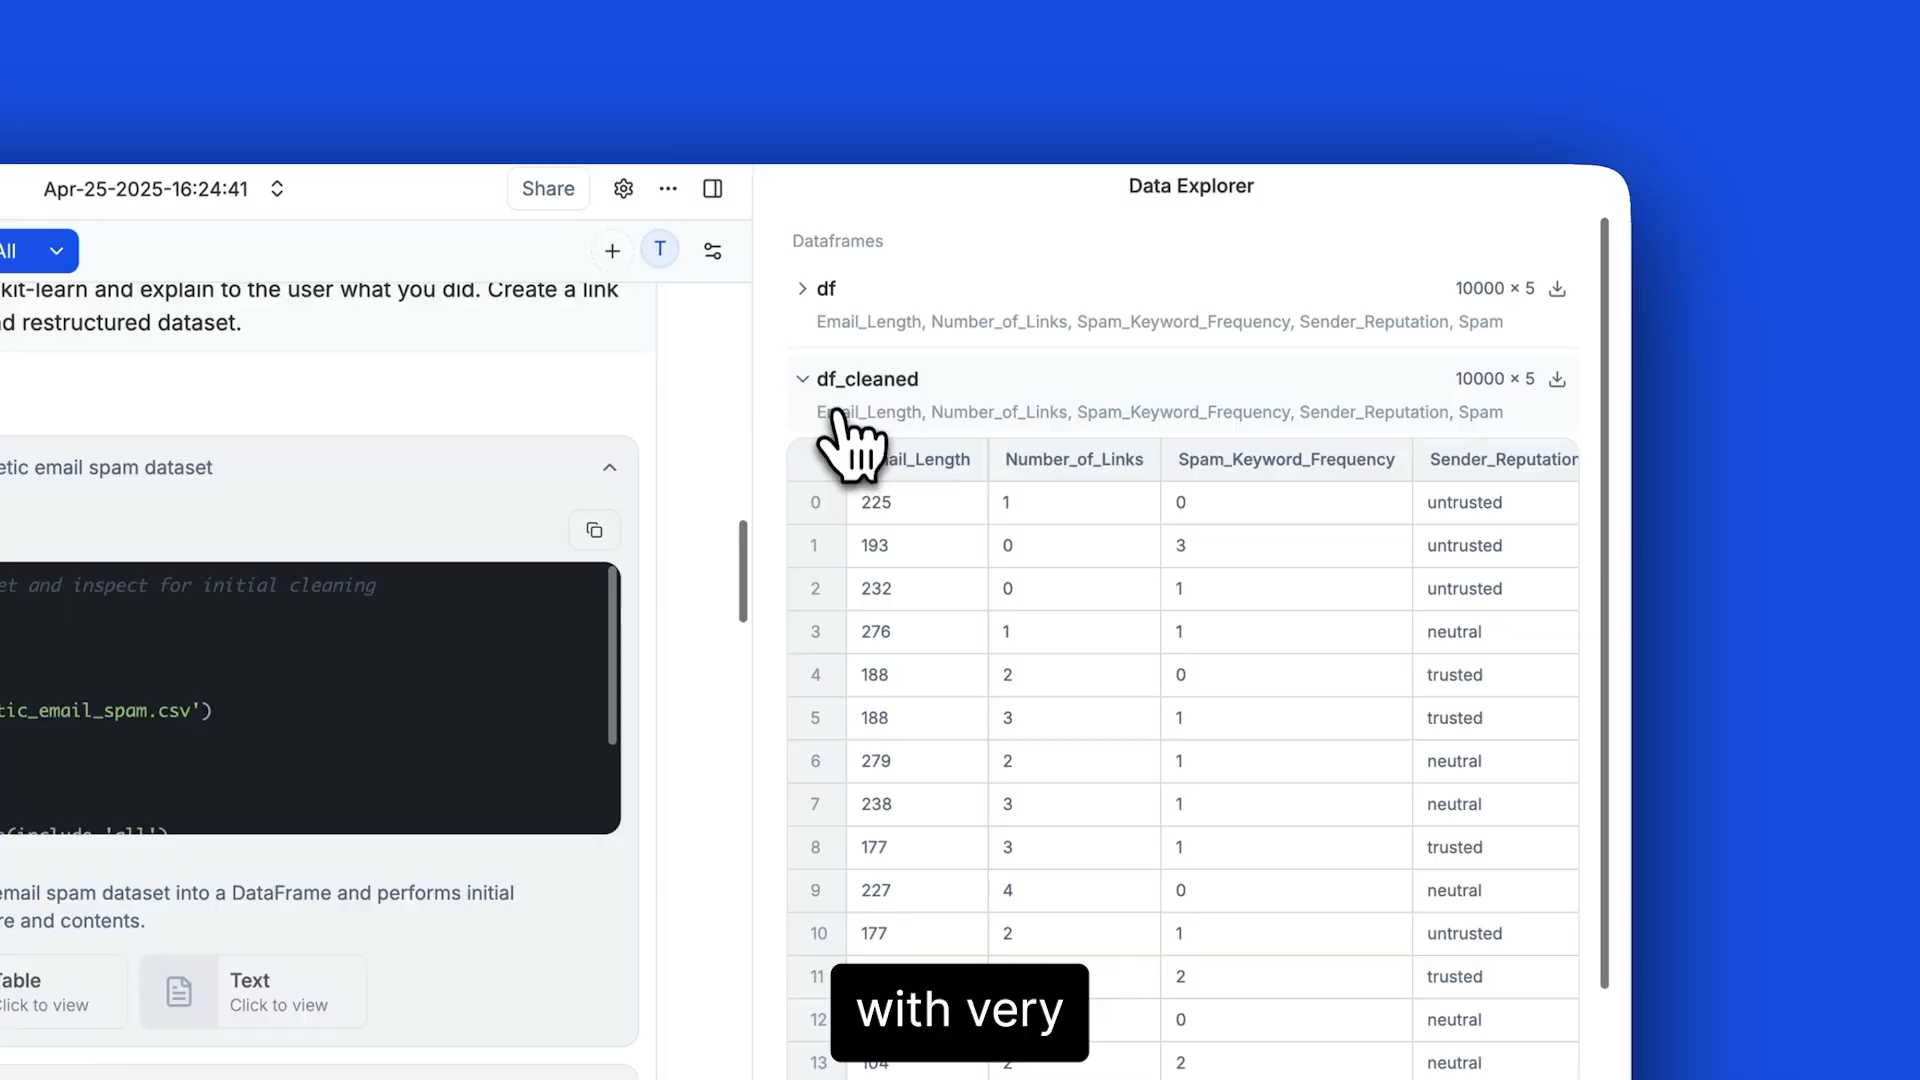 Apr-25-2025-16:24:41
Share
All
T
kit-learn and explain to the user what you did. Create a link
d restructured dataset.
etic email spam dataset
et and inspect for initial cleaning
tic_email_spam.csv')
email spam dataset into a DataFrame and performs initial
re and contents.
Table
Click to view
Text
Click to view
Data Explorer
Dataframes
df 10000 × 5
Email_Length, Number_of_Links, Spam_Keyword_Frequency, Sender_Reputation, Spam
df_cleaned 10000 × 5
Email_Length, Number_of_Links, Spam_Keyword_Frequency, Sender_Reputation, Spam
ail_Length Number_of_Links Spam_Keyword_Frequency Sender_Reputation
0 225 1 0 untrusted
1 193 0 3 untrusted
2 232 0 1 untrusted
3 276 1 1 neutral
4 188 2 0 trusted
5 188 3 1 trusted
6 279 2 1 neutral
7 238 3 1 neutral
8 177 3 1 trusted
9 227 4 0 neutral
10 177 2 1 untrusted
11 2 trusted
12 0 neutral
13 104 2 2 neutral
with very